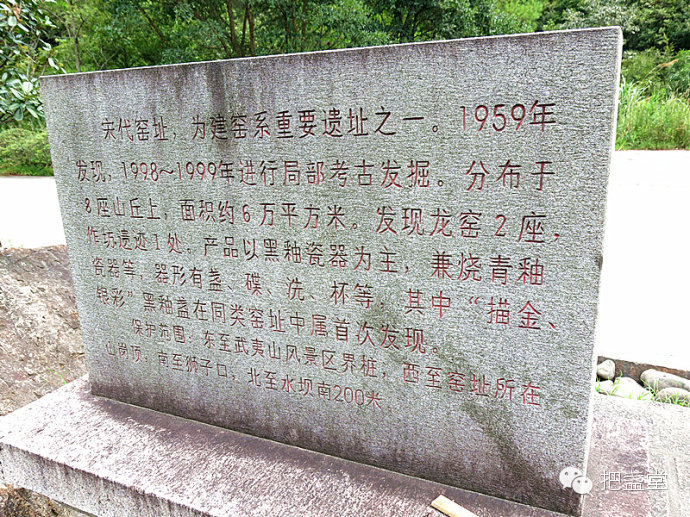 宋代窑址，为建窑系重要遗址之一。1959年
发现，1998～1999年进行局部考古发掘。分布于
8座山丘上，面积约6万平方米。发现龙窑2座，
作坊遗迹1处。产品以黑釉瓷器为主，兼烧青釉
瓷器等，器形有盏、碟、洗、杯等，其中“描金、
银彩”黑釉盏在同类窑址中属首次发现。
保护范围：东至武夷山风景区界桩，西至窑址所在
山岗顶，南至狮子口，北至水坝南200米
把盏堂